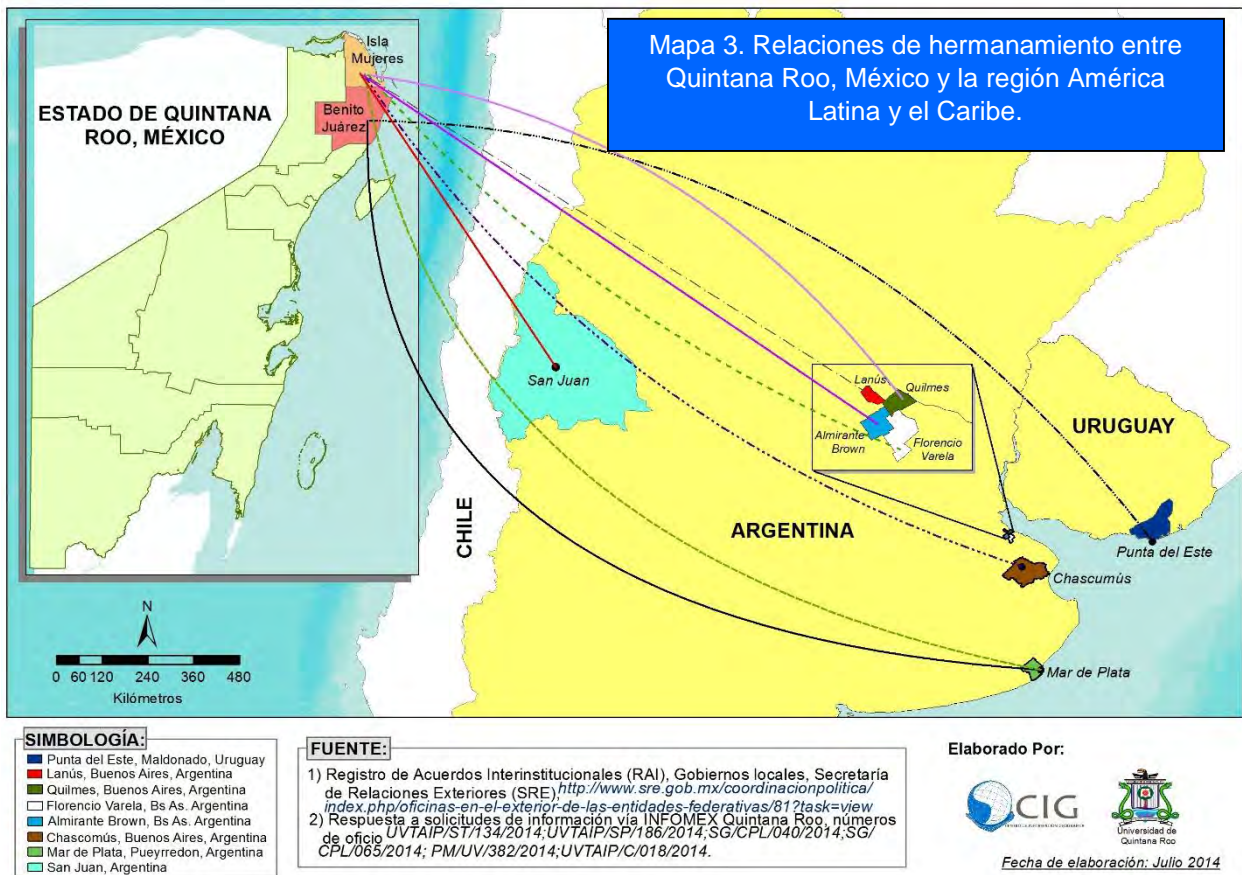 Mapa 3. Relaciones de hermanamiento entre
Quintana Roo, México y la región América
Latina y el Caribe.
ESTADO DE QUINTANA
ROO, MÉXICO
Isla
Mujeres
Benito
Juárez
San Juan
Lanús
Quilmes
Almirante
Brown
Florencio
Varela
URUGUAY
CHILE
ARGENTINA
Punta del Este
Chascumús
Mar de Plata
N
0 60 120 240 360 480
Kilómetros
SIMBOLOGÍA:
Punta del Este, Maldonado, Uruguay
Lanús, Buenos Aires, Argentina
Quilmes, Buenos Aires, Argentina
Florencio Varela, Bs As. Argentina
Almirante Brown, Bs As. Argentina
Chascomús, Buenos Aires, Argentina
Mar de Plata, Pueyrredon, Argentina
San Juan, Argentina
FUENTE:
1) Registro de Acuerdos Interinstitucionales (RAI), Gobiernos locales, Secretaría
de Relaciones Exteriores (SRE),http://www.sre.gob.mx/coordinacionpolitica/
index.php/oficinas-en-el-exterior-de-las-entidades-federativas/81?task=view
2) Respuesta a solicitudes de información vía INFOMEX Quintana Roo, números
de oficio UVTAIP/ST/134/2014;UVTAIP/SP/186/2014;SG/CPL/040/2014;SG/
CPL/065/2014; PM/UV/382/2014;UVTAIP/C/018/2014.
Elaborado Por:
CIG
Universidad de
Quintana Roo
Fecha de elaboración: Julio 2014